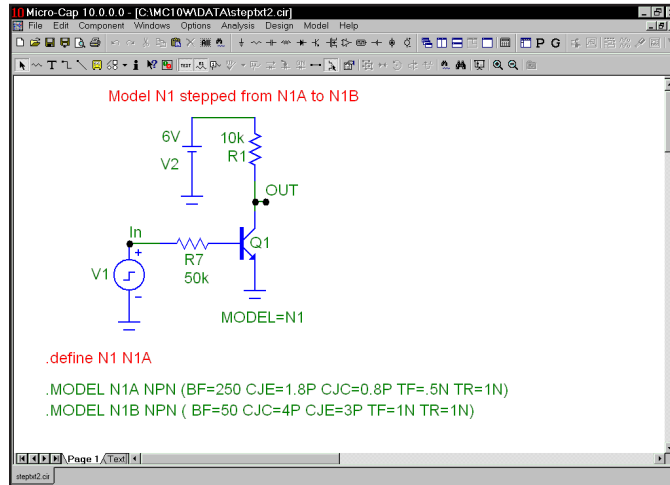 10 Micro-Cap 10.0.0.0 - [C:\MC10W\DATA\steptxt2.cir]
File Edit Component Windows Options Analysis Design Model Help
Model N1 stepped from N1A to N1B
6V
V2
10k
R1
OUT
In
R7
50k
Q1
V1
MODEL=N1
.define N1 N1A
.MODEL N1A NPN (BF=250 CJE=1.8P CJC=0.8P TF=.5N TR=1N)
.MODEL N1B NPN ( BF=50 CJC=4P CJE=3P TF=1N TR=1N)
Page 1 Text
steptxt2.cir